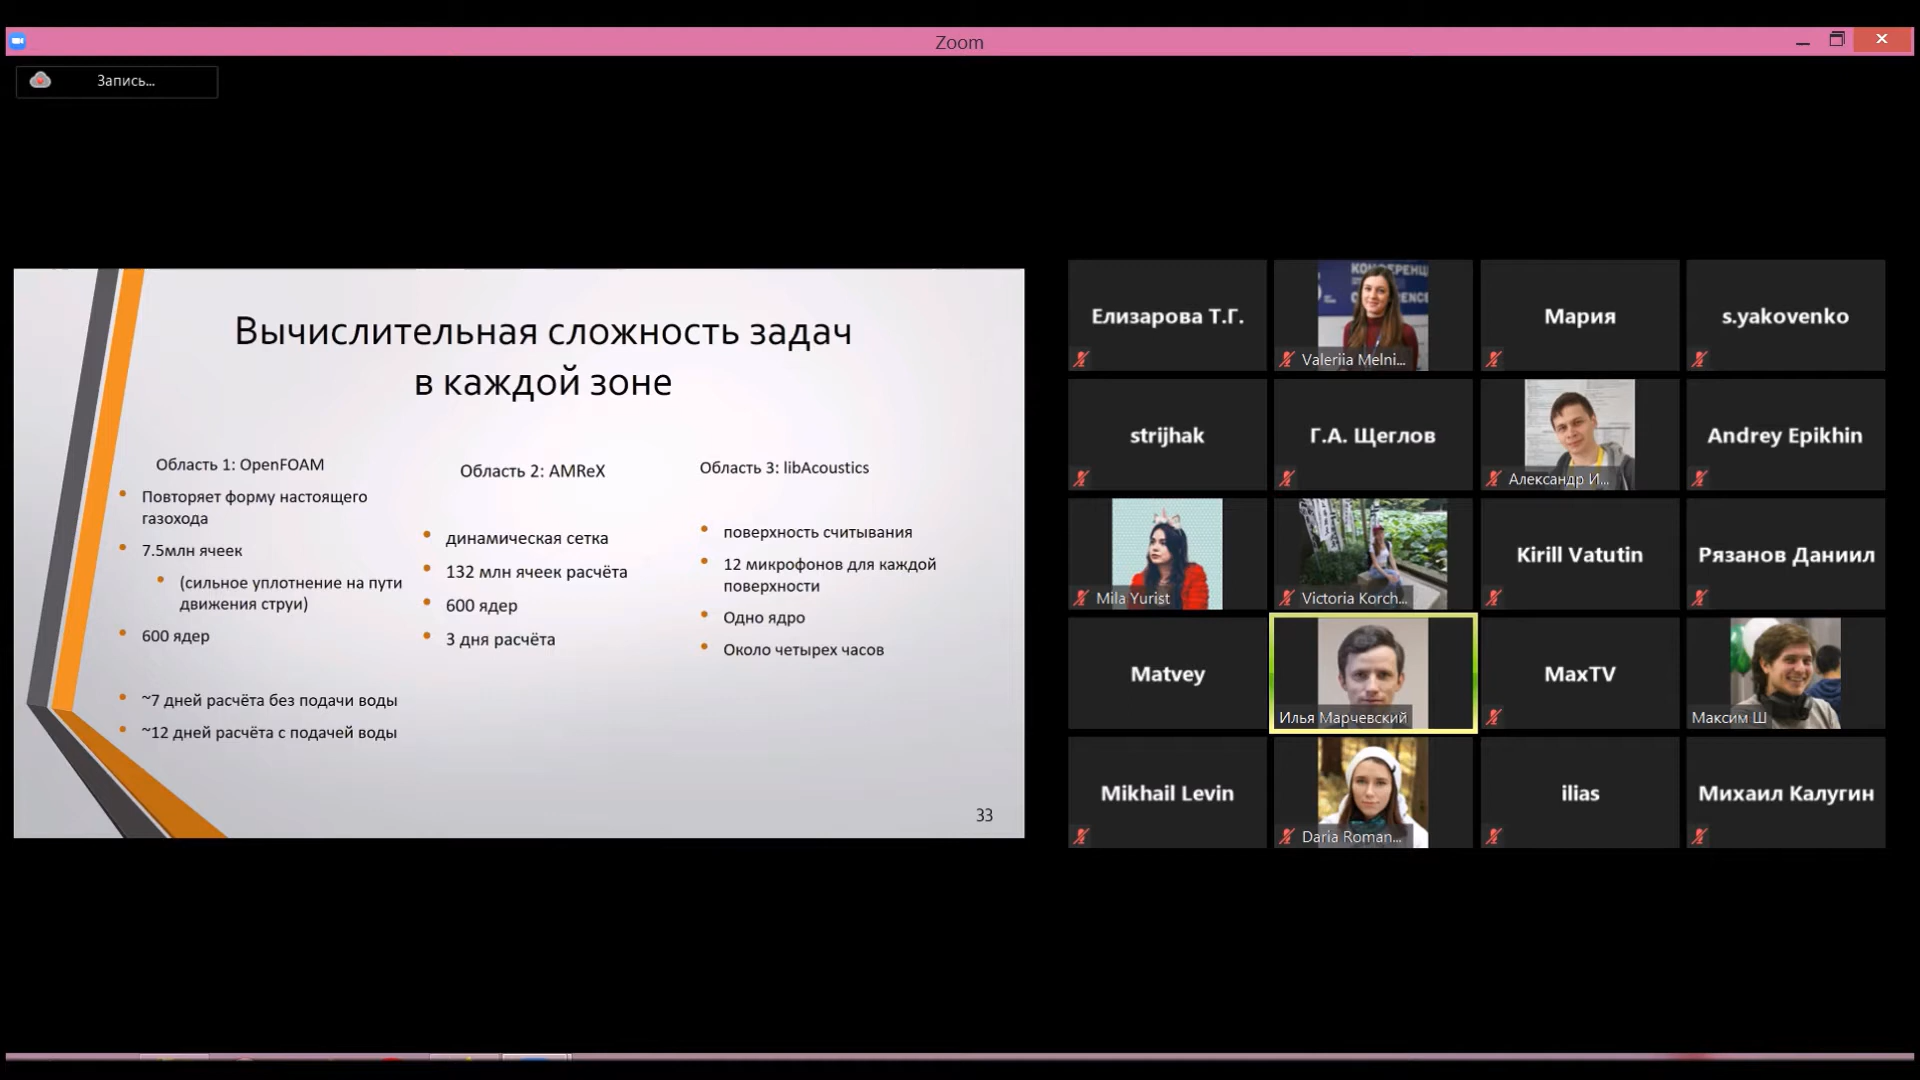 Zoom
Запись...
Вычислительная сложность задач
в каждой зоне
Область 1: OpenFOAM
Повторяет форму настоящего
газохода
7.5млн ячеек
(сильное уплотнение на пути
движения струи)
600 ядер
~7 дней расчёта без подачи воды
~12 дней расчёта с подачей воды
Область 2: AMReX
динамическая сетка
132 млн ячеек расчёта
600 ядер
3 дня расчёта
Область 3: libAcoustics
поверхность считывания
12 микрофонов для каждой
поверхности
Одно ядро
Около четырех часов
33
Елизарова Т.Г.
Valeriia Melni...
Мария
s.yakovenko
strijhak
Г.А. Щеглов
Александр И...
Andrey Epikhin
Mila Yurist
Victoria Korch...
Kirill Vatutin
Рязанов Даниил
Matvey
Илья Марчевский
MaxTV
Максим Ш
Mikhail Levin
Daria Roman...
ilias
Михаил Калугин